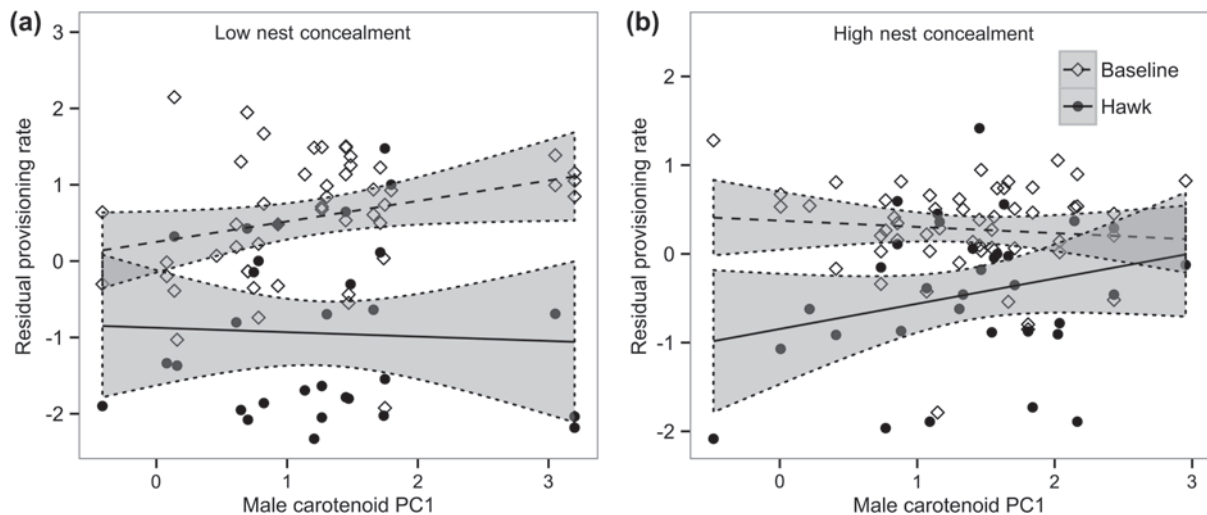 (a)
Low nest concealment
Residual provisioning rate
3
2
1
0
-1
-2
0
1
2
3
Male carotenoid PC1
(b)
High nest concealment
Baseline
Hawk
Residual provisioning rate
2
1
0
-1
-2
0
1
2
3
Male carotenoid PC1